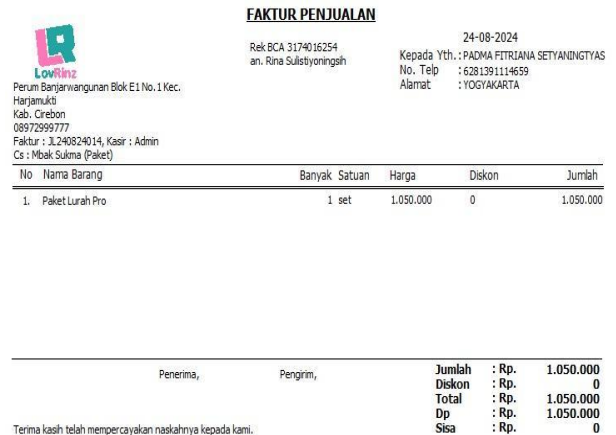 FAKTUR PENJUALAN
LovRinz
Perum Banjarwangunan Blok E1 No. 1 Kec.
Harjamukti
Kab. Cirebon
08972999777
Faktur : JL240824014, Kasir : Admin
Cs : Mbak Sukma (Paket)
Rek BCA 3174016254
an. Rina Sulistiyoningsih
24-08-2024
Kepada Yth. : PADMA FITRIANA SETYANINGTYAS
No. Telp : 6281391114659
Alamat : YOGYAKARTA
No Nama Barang Banyak Satuan Harga Diskon Jumlah
1. Paket Lurah Pro 1 set 1.050.000 0 1.050.000
Penerima, Pengirim,
Jumlah : Rp. 1.050.000
Diskon : Rp. 0
Total : Rp. 1.050.000
Dp : Rp. 1.050.000
Sisa : Rp. 0
Terima kasih telah mempercayakan naskahnya kepada kami.